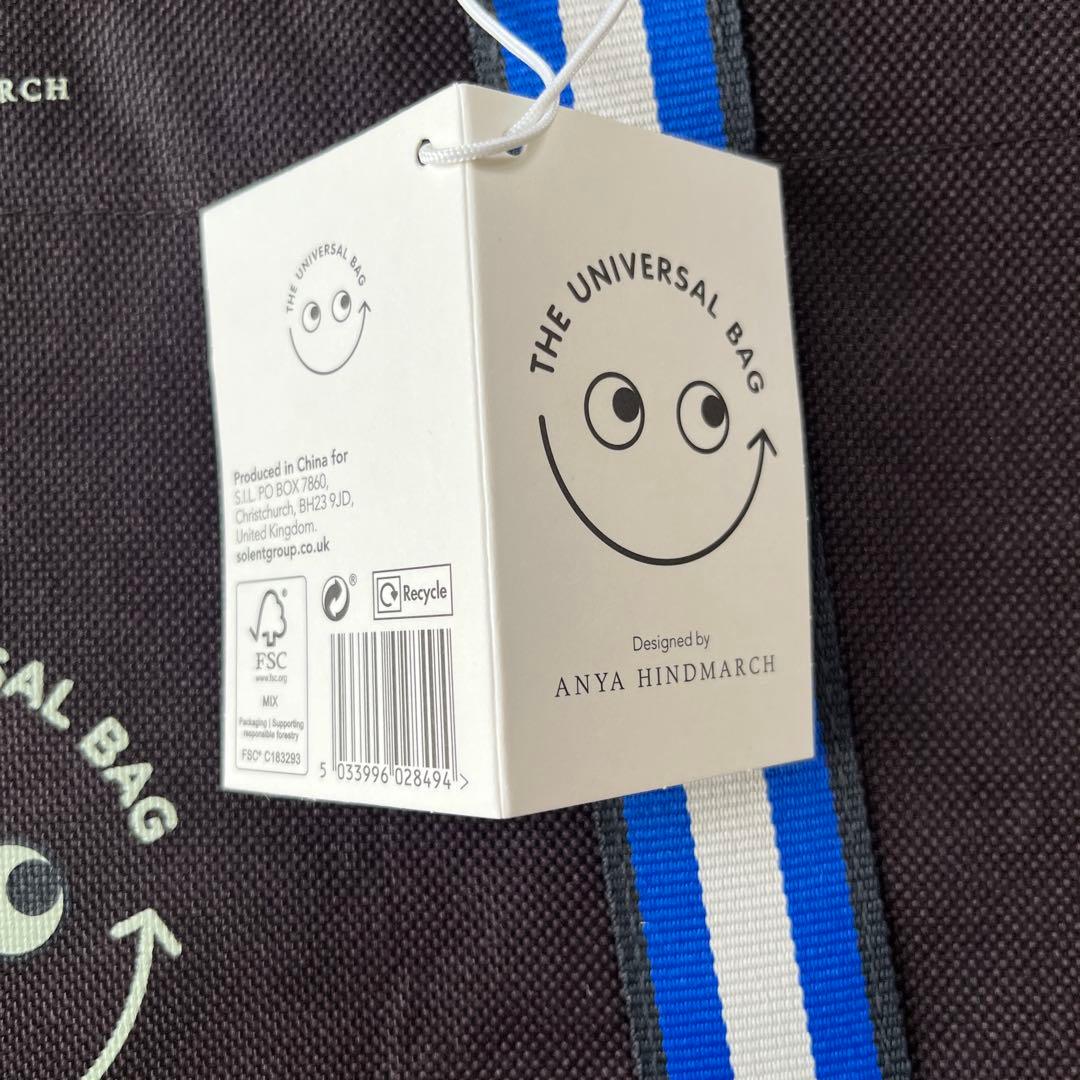 RCH
THE UNIVERSAL BAG
Produced in China for
S.I.L. PO BOX 7860,
Christchurch, BH23 9JD,
United Kingdom.
solentgroup.co.uk
FSC
www.fsc.org
MIX
Packaging | Supporting
responsible forestry
FSC® C183293
®
Recycle
5 033996 028494 >
THE UNIVERSAL BAG
Designed by
ANYA HINDMARCH
SAL BAG